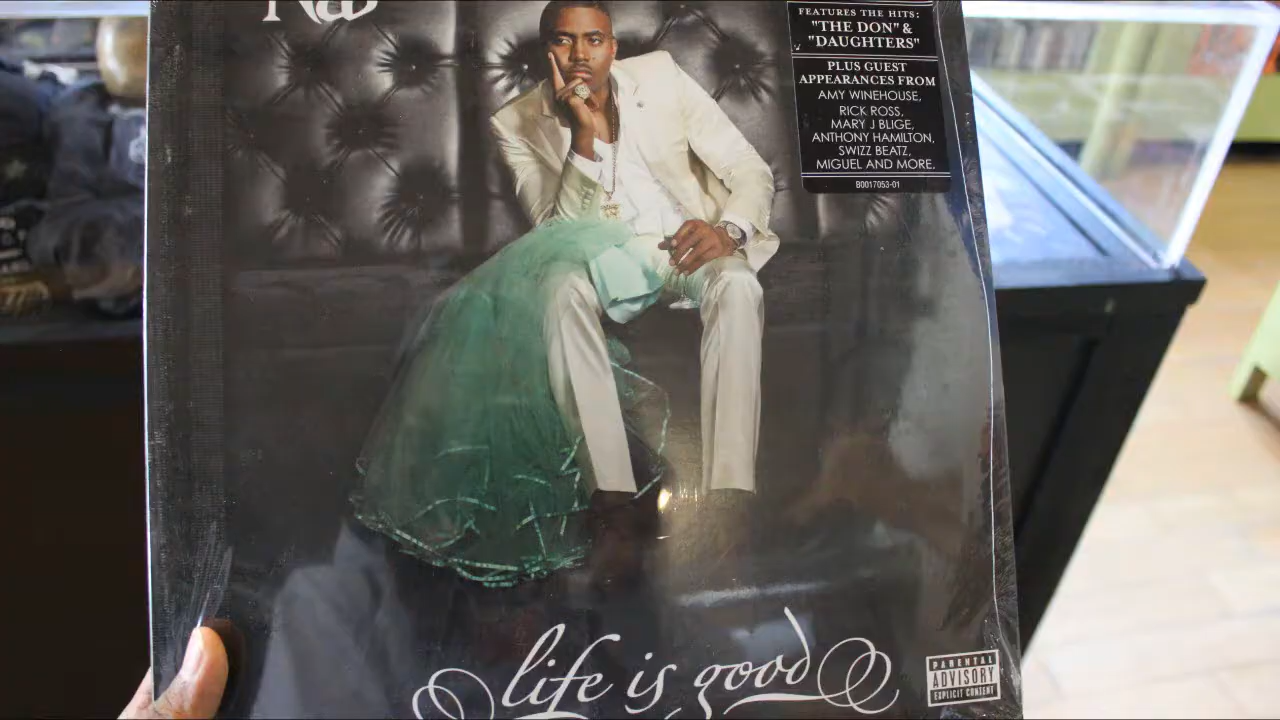 Nas
FEATURES THE HITS:
"THE DON" &
"DAUGHTERS"
PLUS GUEST
APPEARANCES FROM
AMY WINEHOUSE,
RICK ROSS,
MARY J BLIGE,
ANTHONY HAMILTON,
SWIZZ BEATZ,
MIGUEL AND MORE.
B0017053-01
life is good
PARENTAL
ADVISORY
EXPLICIT CONTENT